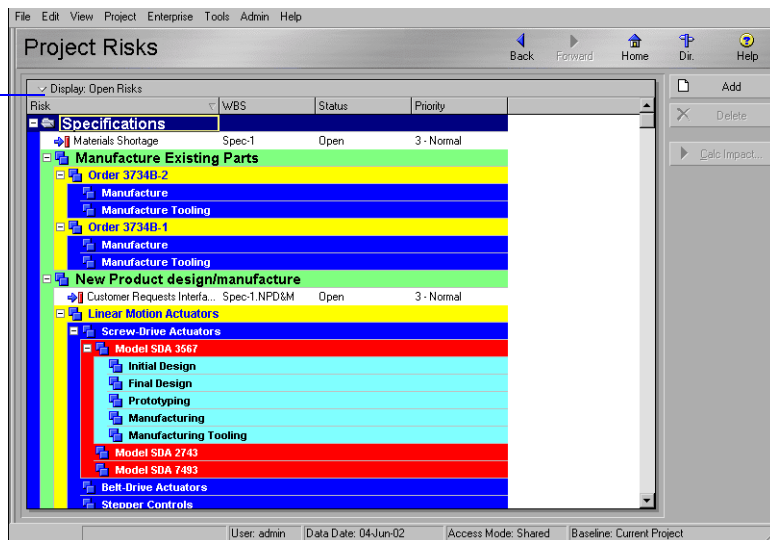 File Edit View Project Enterprise Tools Admin Help
Project Risks
Back Forward Home Dir. Help
Display: Open Risks
Risk WBS Status Priority
Specifications
Materials Shortage Spec-1 Open 3 - Normal
Manufacture Existing Parts
Order 3734B-2
Manufacture
Manufacture Tooling
Order 3734B-1
Manufacture
Manufacture Tooling
New Product design/manufacture
Customer Requests Interfa... Spec-1.NPD&M Open 3 - Normal
Linear Motion Actuators
Screw-Drive Actuators
Model SDA 3567
Initial Design
Final Design
Prototyping
Manufacturing
Manufacturing Tooling
Model SDA 2743
Model SDA 7493
Belt-Drive Actuators
Stepper Controls
Add
Delete
Calc Impact...
User: admin Data Date: 04-Jun-02 Access Mode: Shared Baseline: Current Project